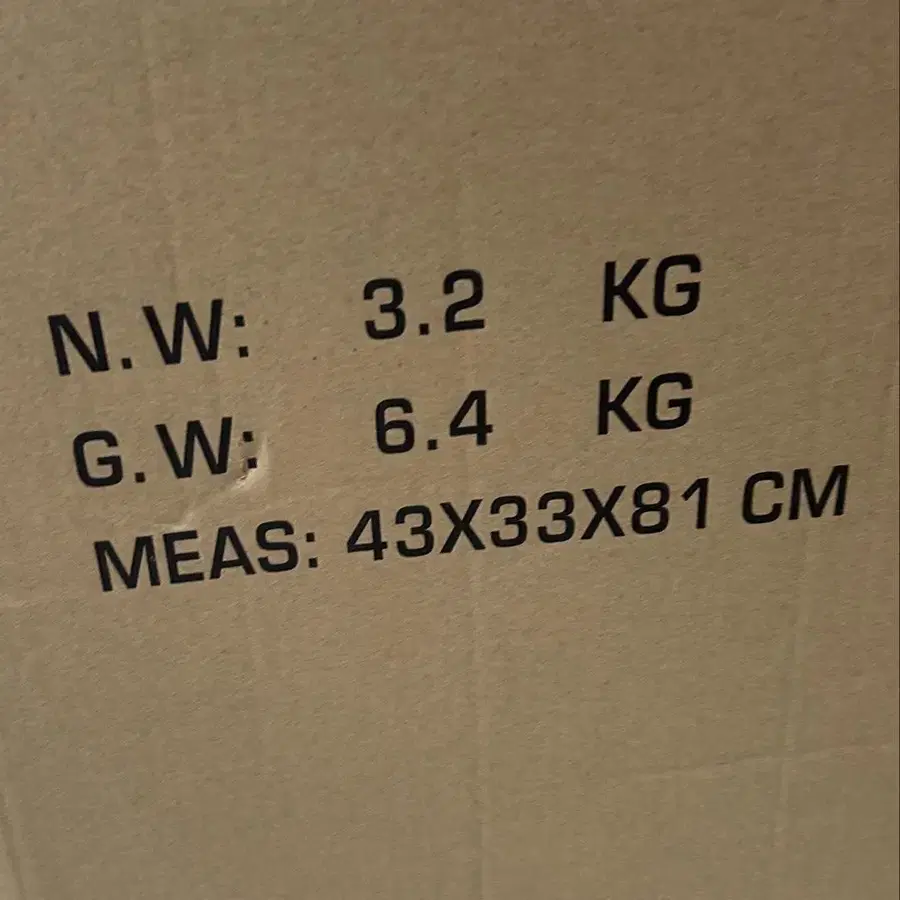 N.W: 3.2 KG
G.W: 6.4 KG
MEAS: 43X33X81 CM